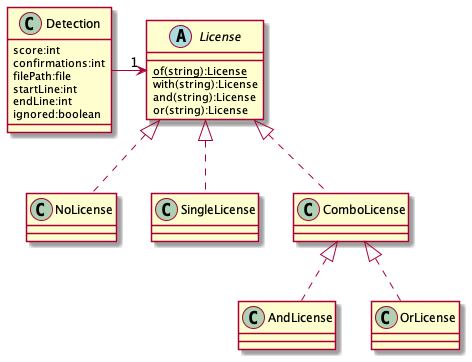 C Detection
score:int
confirmations:int
filePath:file
startLine:int
endLine:int
ignored:boolean
1
A License
of(string):License
with(string):License
and(string):License
or(string):License
C NoLicense
C SingleLicense
C ComboLicense
C AndLicense
C OrLicense